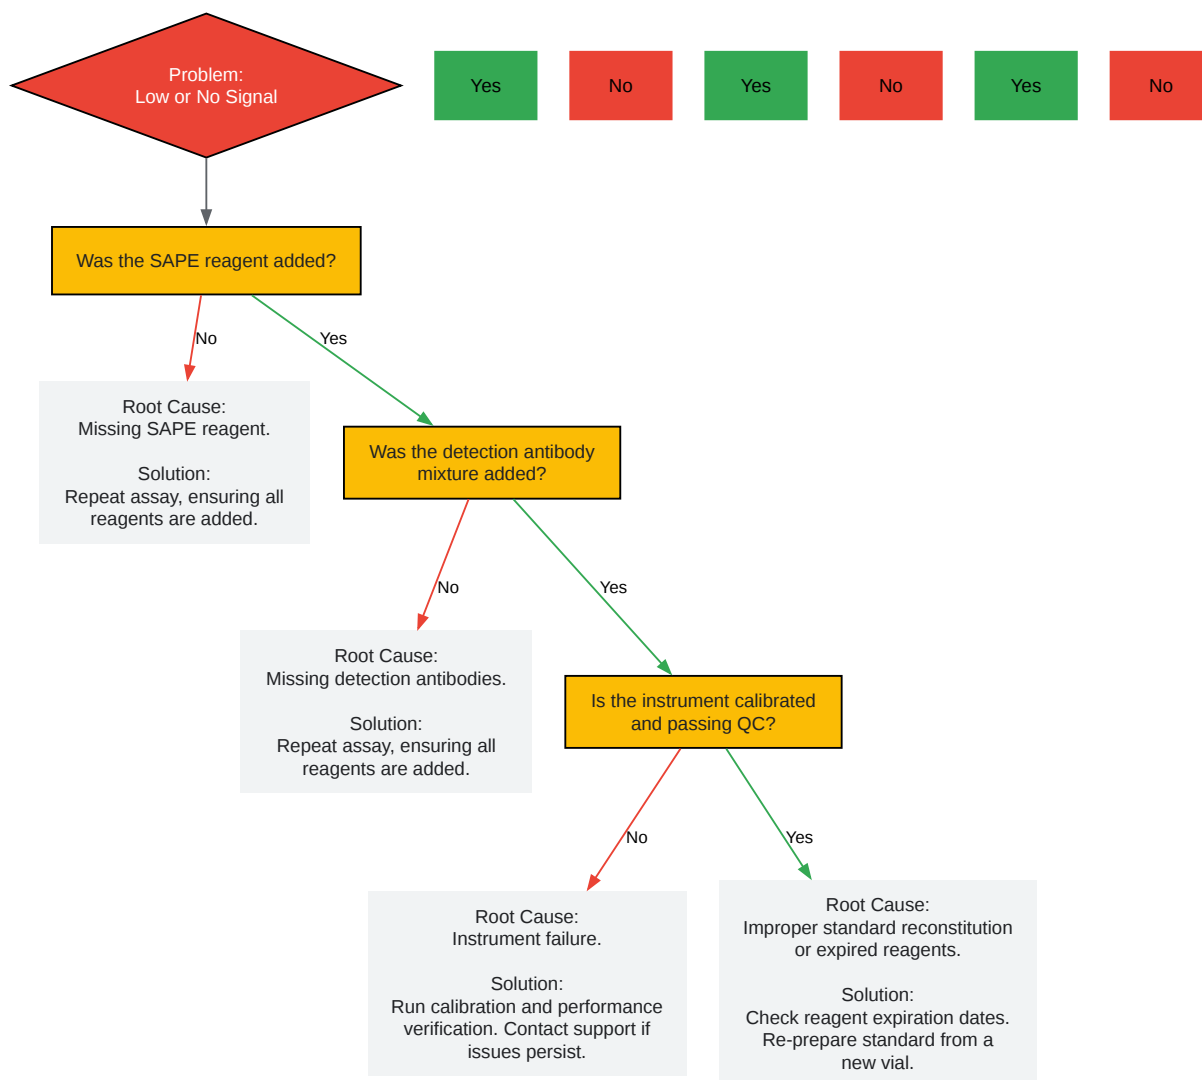 Problem:
Low or No Signal
Yes
No
Yes
No
Yes
No
Was the SAPE reagent added?
No
Yes
Root Cause:
Missing SAPE reagent.
Solution:
Repeat assay, ensuring all
reagents are added.
Was the detection antibody
mixture added?
No
Yes
Root Cause:
Missing detection antibodies.
Solution:
Repeat assay, ensuring all
reagents are added.
Is the instrument calibrated
and passing QC?
No
Yes
Root Cause:
Instrument failure.
Solution:
Run calibration and performance
verification. Contact support if
issues persist.
Root Cause:
Improper standard reconstitution
or expired reagents.
Solution:
Check reagent expiration dates.
Re-prepare standard from a
new vial.